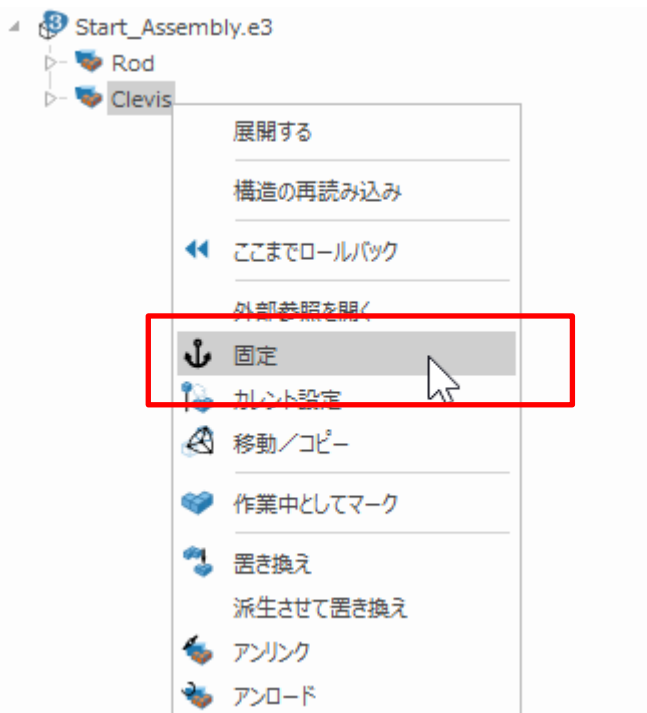 Start_Assembly.e3
Rod
Clevis
展開する
構造の再読み込み
ここまでロールバック
外部参照を開く
固定
カレント設定
移動／コピー
作業中としてマーク
置き換え
派生させて置き換え
アンリンク
アンロード